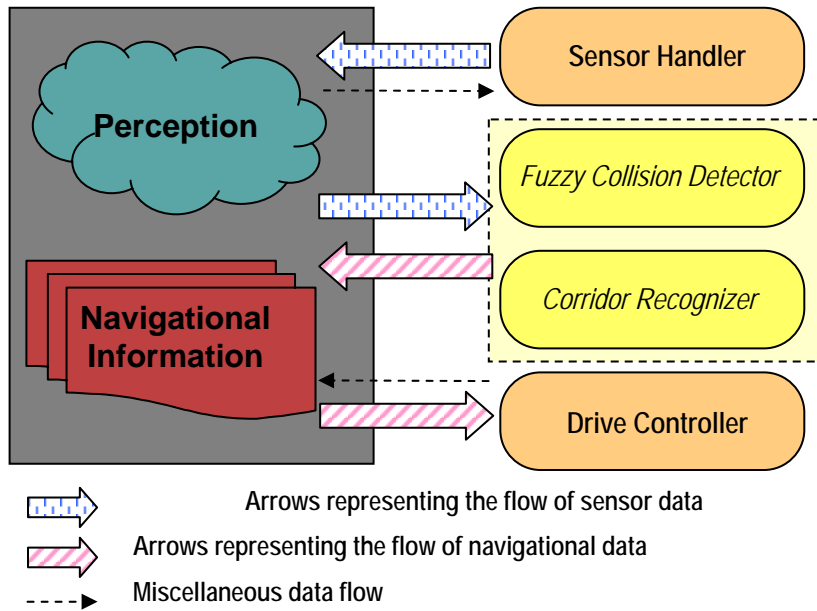 Perception
Sensor Handler
Fuzzy Collision Detector
Corridor Recognizer
Navigational
Information
Drive Controller
Arrows representing the flow of sensor data
Arrows representing the flow of navigational data
Miscellaneous data flow